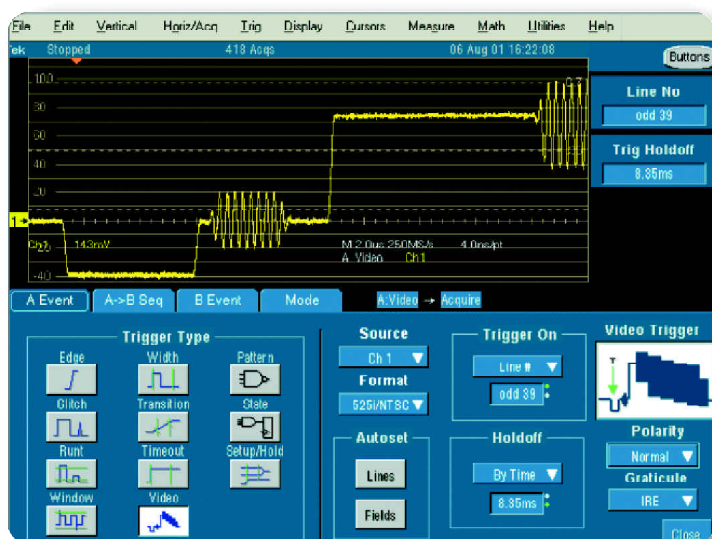 File Edit Vertical Horiz/Acq Trig Display Cursors Measure Math Utilities Help
Tek Stopped 418 Acqs 06 Aug 01 16:22:08
Buttons
100
80
60
40
20
-20
-40
1
Ch1 143mV
M 2.0us 250MS/s 4.0ns/pt
A Video Ch1
Line No
odd 39
Trig Holdoff
8.35ms
A Event A->B Seq B Event Mode A:Video → Acquire
Trigger Type
Edge Width Pattern
Glitch Transition State
Runt Timeout Setup/Hold
Window Video
Source
Ch 1
Format
525i/NTSC
Autoset
Lines
Fields
Trigger On
Line #
odd 39
Holdoff
By Time
8.35ms
Video Trigger
T
Polarity
Normal
Graticule
IRE
Close